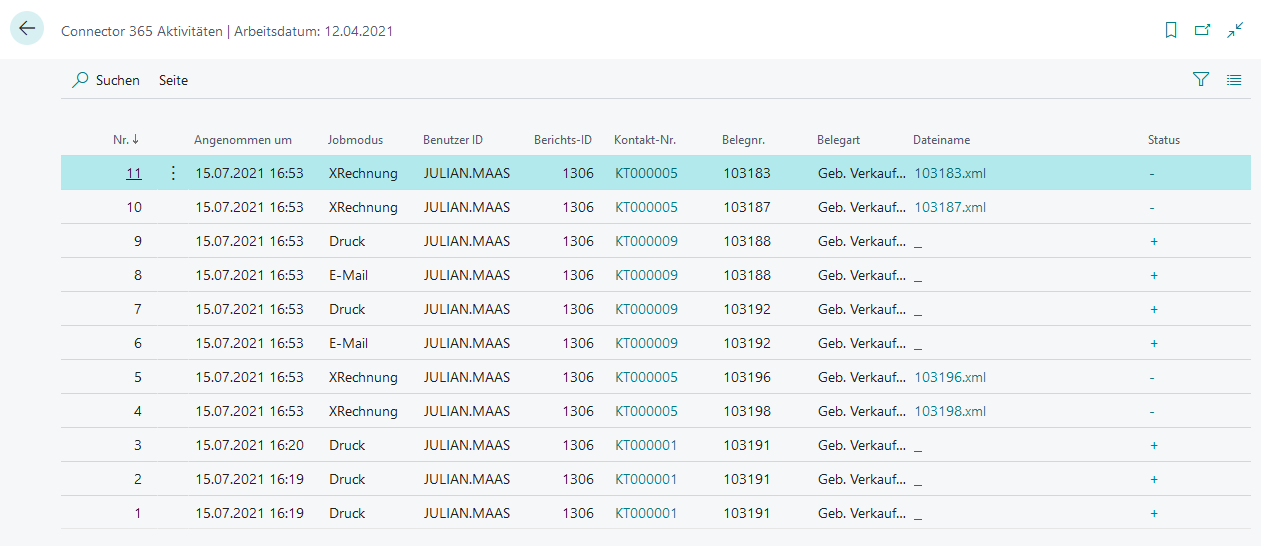 Connector 365 Aktivitäten | Arbeitsdatum: 12.04.2021
Suchen Seite
Nr. ↓ Angenommen um Jobmodus Benutzer ID Berichts-ID Kontakt-Nr. Belegnr. Belegart Dateiname Status
11 15.07.2021 16:53 XRechnung JULIAN.MAAS 1306 KT000005 103183 Geb. Verkauf... 103183.xml -
10 15.07.2021 16:53 XRechnung JULIAN.MAAS 1306 KT000005 103187 Geb. Verkauf... 103187.xml -
9 15.07.2021 16:53 Druck JULIAN.MAAS 1306 KT000009 103188 Geb. Verkauf... _ +
8 15.07.2021 16:53 E-Mail JULIAN.MAAS 1306 KT000009 103188 Geb. Verkauf... _ +
7 15.07.2021 16:53 Druck JULIAN.MAAS 1306 KT000009 103192 Geb. Verkauf... _ +
6 15.07.2021 16:53 E-Mail JULIAN.MAAS 1306 KT000009 103192 Geb. Verkauf... _ +
5 15.07.2021 16:53 XRechnung JULIAN.MAAS 1306 KT000005 103196 Geb. Verkauf... 103196.xml -
4 15.07.2021 16:53 XRechnung JULIAN.MAAS 1306 KT000005 103198 Geb. Verkauf... 103198.xml -
3 15.07.2021 16:20 Druck JULIAN.MAAS 1306 KT000001 103191 Geb. Verkauf... _ +
2 15.07.2021 16:19 Druck JULIAN.MAAS 1306 KT000001 103191 Geb. Verkauf... _ +
1 15.07.2021 16:19 Druck JULIAN.MAAS 1306 KT000001 103191 Geb. Verkauf... _ +